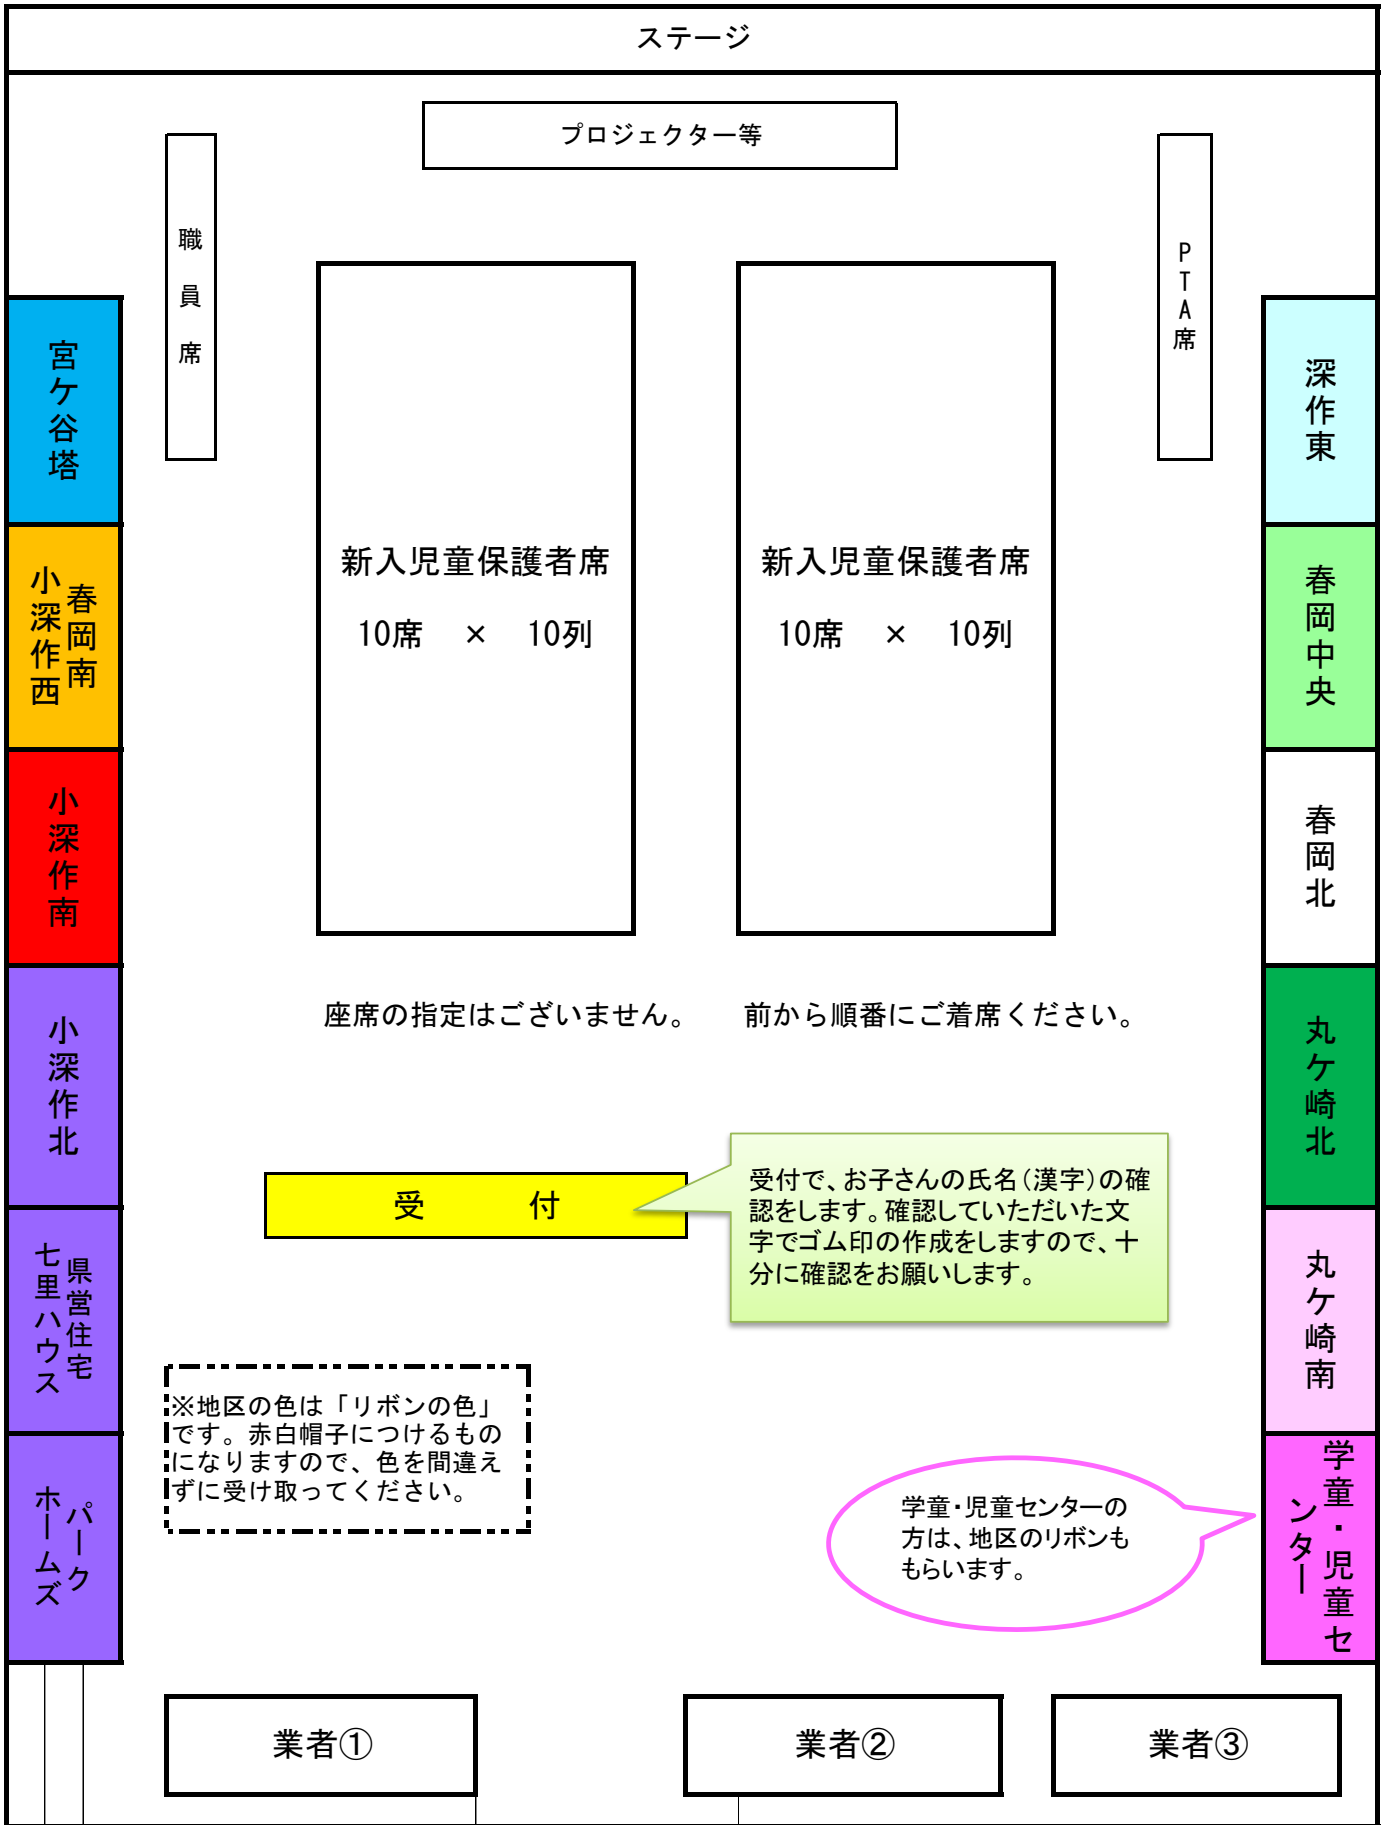 ステージ
プロジェクター等
職員席
PTA席
宮ケ谷塔
春岡南
小深作西
小深作南
小深作北
県営住宅
七里ハウス
パーク
ホームズ
新入児童保護者席
10席 × 10列
新入児童保護者席
10席 × 10列
深作東
春岡中央
春岡北
丸ケ崎北
丸ケ崎南
学童・児童セ
ンター
座席の指定はございません。 前から順番にご着席ください。
受 付
受付で、お子さんの氏名(漢字)の確
認をします。確認していただいた文
字でゴム印の作成をしますので、十
分に確認をお願いします。
※地区の色は「リボンの色」
です。赤白帽子につけるもの
になりますので、色を間違え
ずに受け取ってください。
学童・児童センターの
方は、地区のリボンも
もらいます。
業者①
業者②
業者③